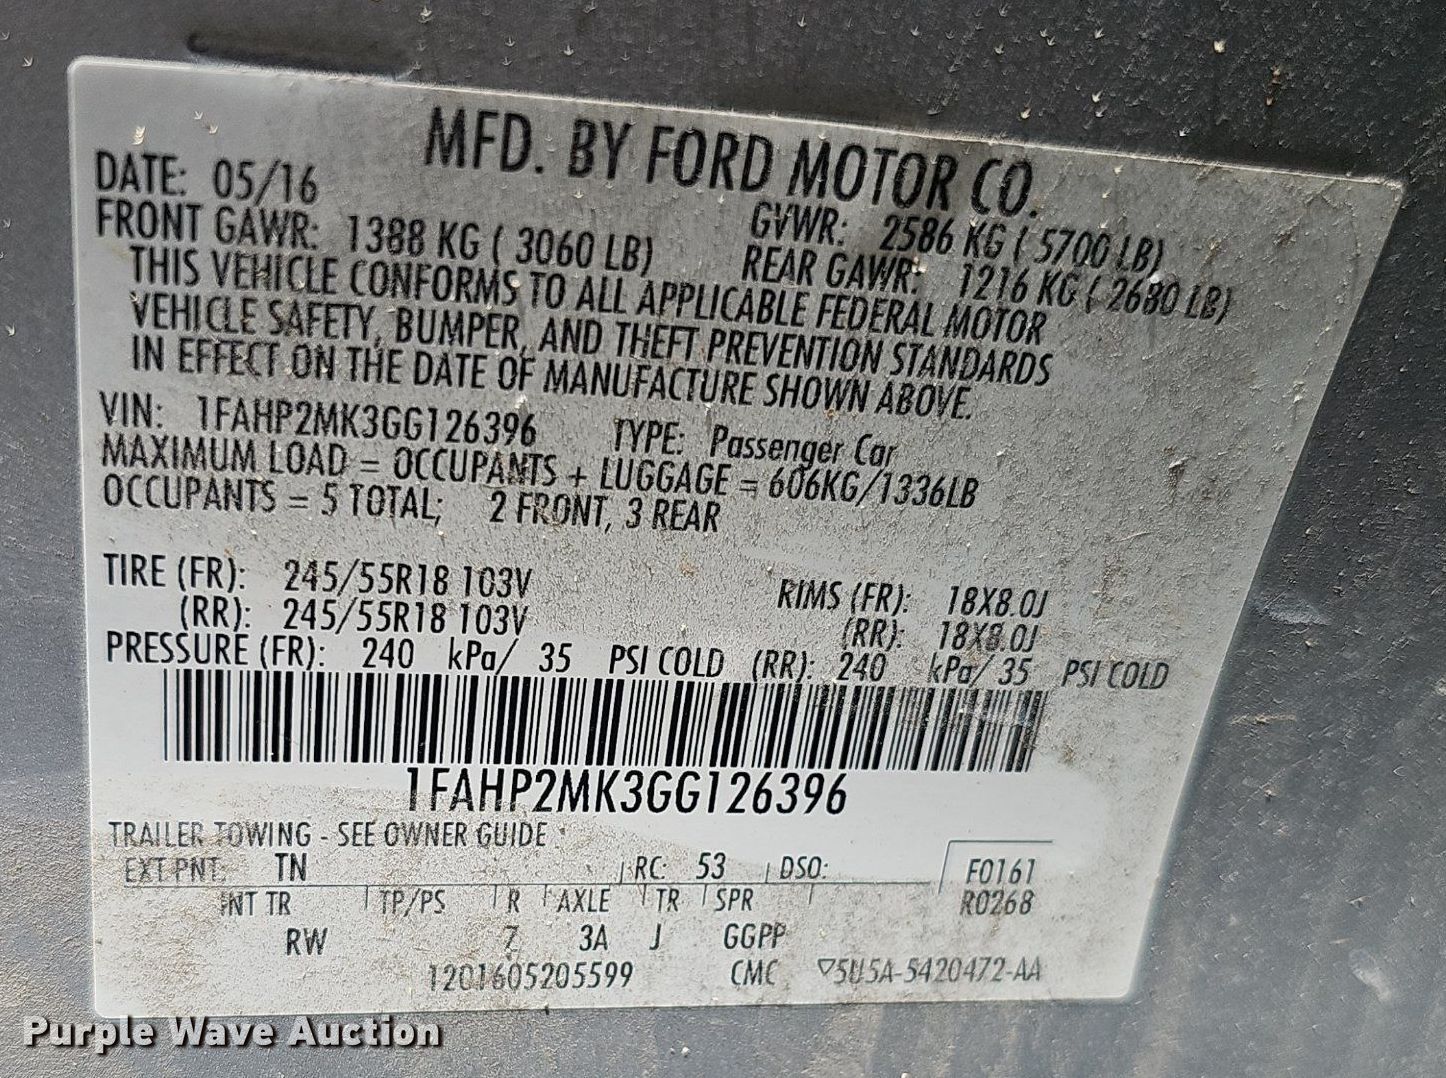 MFD. BY FORD MOTOR CO.
DATE: 05/16 GVWR: 2586 KG ( 5700 LB)
FRONT GAWR: 1388 KG ( 3060 LB) REAR GAWR: 1216 KG ( 2680 LB)
THIS VEHICLE CONFORMS TO ALL APPLICABLE FEDERAL MOTOR
VEHICLE SAFETY, BUMPER, AND THEFT PREVENTION STANDARDS
IN EFFECT ON THE DATE OF MANUFACTURE SHOWN ABOVE.
VIN: 1FAHP2MK3GG126396 TYPE: Passenger Car
MAXIMUM LOAD = OCCUPANTS + LUGGAGE = 606KG/1336LB
OCCUPANTS = 5 TOTAL; 2 FRONT, 3 REAR
TIRE (FR): 245/55R18 103V RIMS (FR): 18X8.0J
(RR): 245/55R18 103V (RR): 18X8.0J
PRESSURE (FR): 240 kPa/ 35 PSI COLD (RR): 240 kPa/ 35 PSI COLD
1FAHP2MK3GG126396
TRAILER TOWING - SEE OWNER GUIDE
EXT PNT: TN RC: 53 DSO: F0161
INT TR TP/PS R AXLE TR SPR R0268
RW 7 3A J GGPP
1201605205599 CMC ▽5U5A-5420472-AA
Purple Wave Auction